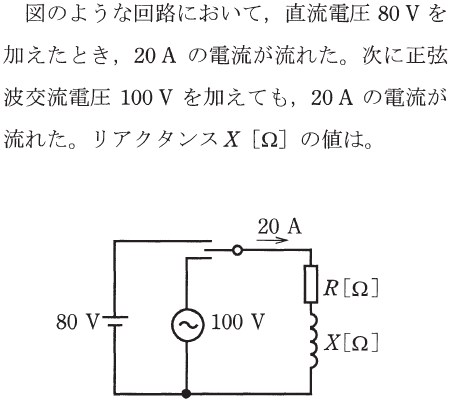 図のような回路において，直流電圧 80 V を
加えたとき，20 A の電流が流れた。次に正弦
波交流電圧 100 V を加えても，20 A の電流が
流れた。リアクタンス X［Ω］の値は。
20 A
R[Ω]
80 V
100 V
X[Ω]